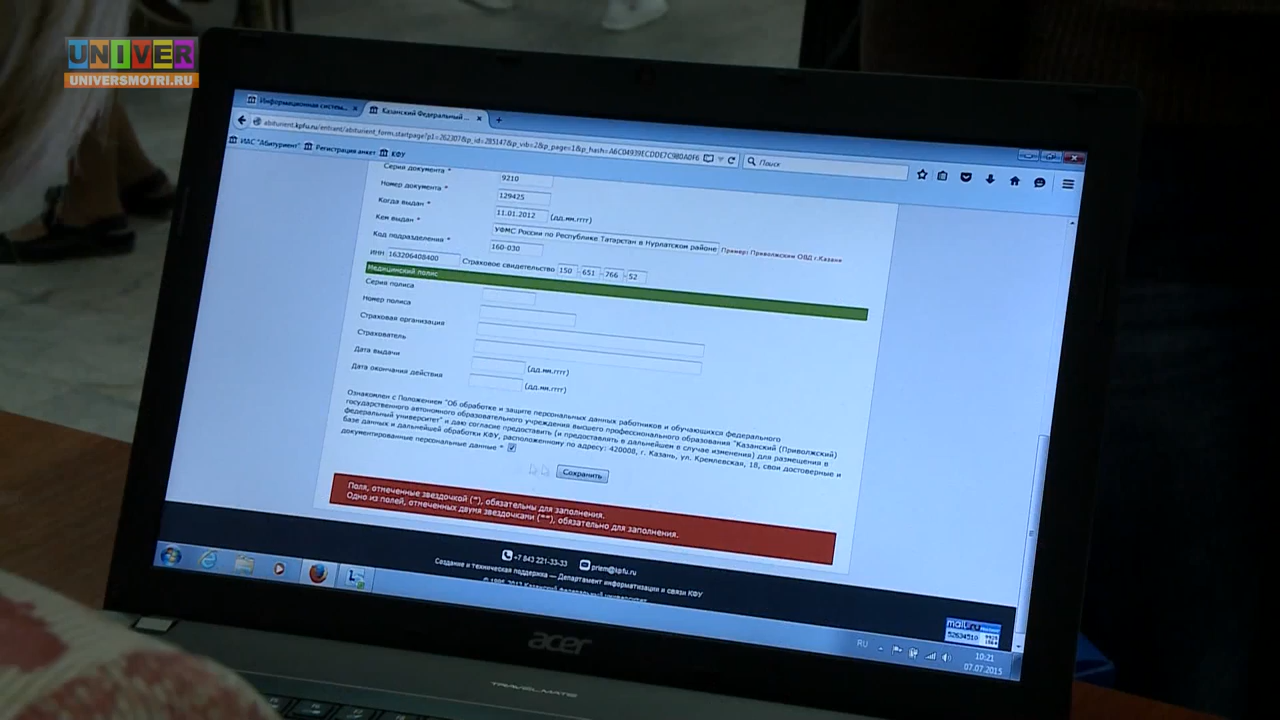 UNIVER
UNIVERSMOTRI.RU
Информационная систем...
Казанский Федеральный ...
abiturient.kpfu.ru/entrant/abiturient_form.startpage?p1=262307&p_id=285147&p_vib=2&p_page=1&p_hash=A6C04939ECDDE7C980A0F6
Поиск
ИАС "Абитуриент" Регистрация анкет КФУ
Серия документа * 9210
Номер документа * 129425
Когда выдан * 11.01.2012 (дд.мм.гггг)
Кем выдан * УФМС России по Республике Татарстан в Нурлатском районе Пример: Приволжским ОВД г.Казани
Код подразделения * 160-030
ИНН 163206408400 Страховое свидетельство 150 - 651 - 766 - 52
Медицинский полис
Серия полиса
Номер полиса
Страховая организация
Страхователь
Дата выдачи (дд.мм.гггг)
Дата окончания действия (дд.мм.гггг)
Ознакомлен с Положением "Об обработке и защите персональных данных работников и обучающихся федерального
государственного автономного образовательного учреждения высшего профессионального образования "Казанский (Приволжский)
федеральный университет" и даю согласие предоставить (и предоставлять в дальнейшем в случае изменения) для размещения в
базе данных и дальнейшей обработки КФУ, расположенному по адресу: 420008, г. Казань, ул. Кремлевская, 18, свои достоверные и
документированные персональные данные *
Сохранить
Поля, отмеченные звездочкой (*), обязательны для заполнения.
Одно из полей, отмеченных двумя звездочками (**), обязательно для заполнения.
+7 843 221-33-33 priem@kpfu.ru
Создание и техническая поддержка — Департамент информатизации и связи КФУ
Казанский федеральный университет
mail.ru
52634510
RU
10:21
07.07.2015
acer
TRAVELMATE